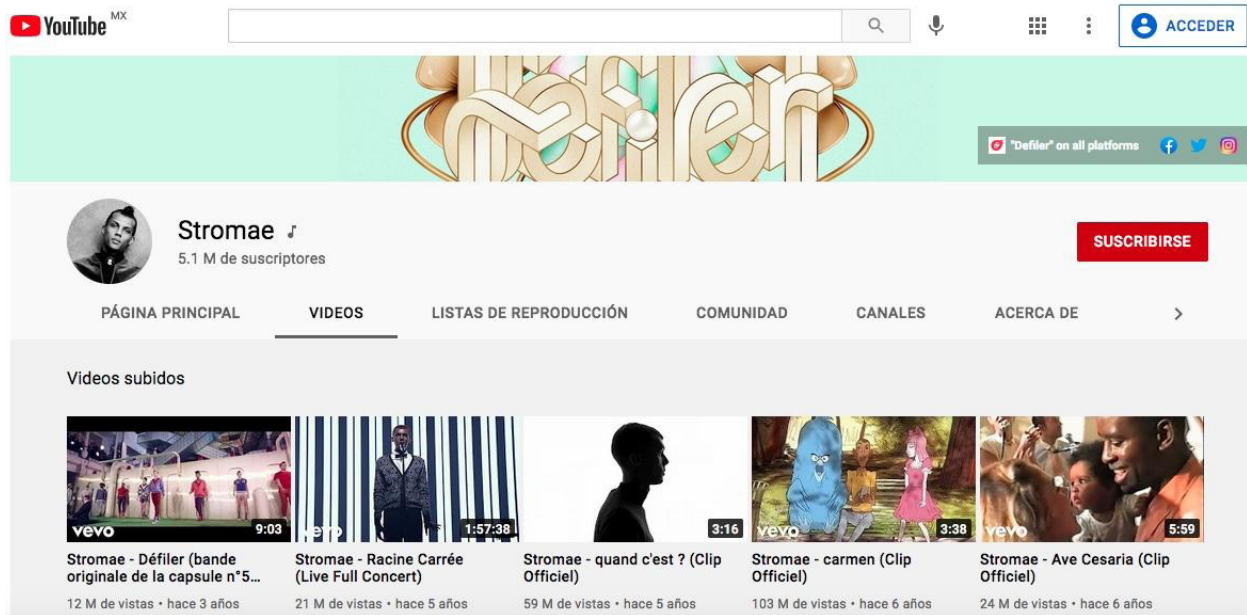 YouTube MX
ACCEDER
Défiler
"Defiler" on all platforms
Stromae
SUSCRIBIRSE
5.1 M de suscriptores
PÁGINA PRINCIPAL VIDEOS LISTAS DE REPRODUCCIÓN COMUNIDAD CANALES ACERCA DE
Videos subidos
vevo 9:03 vevo 1:57:38 3:16 vevo 3:38 vevo 5:59
Stromae - Défiler (bande Stromae - Racine Carrée Stromae - quand c'est ? (Clip Stromae - carmen (Clip Stromae - Ave Cesaria (Clip
originale de la capsule n°5... (Live Full Concert) Officiel) Officiel) Officiel)
12 M de vistas • hace 3 años 21 M de vistas • hace 5 años 59 M de vistas • hace 5 años 103 M de vistas • hace 6 años 24 M de vistas • hace 6 años